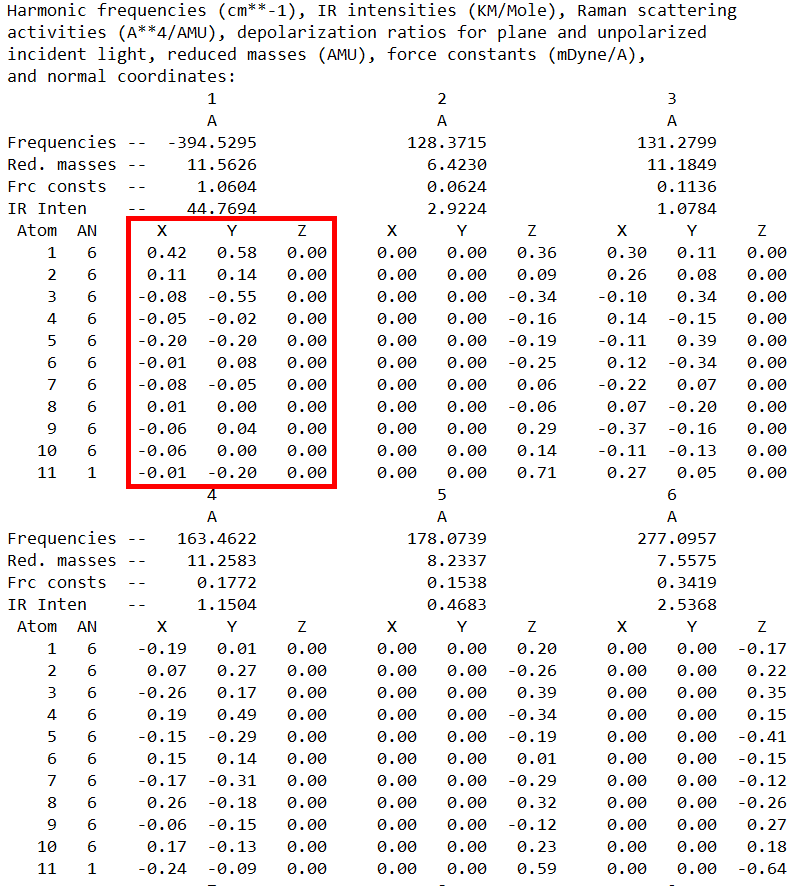 Harmonic frequencies (cm**-1), IR intensities (KM/Mole), Raman scattering
activities (A**4/AMU), depolarization ratios for plane and unpolarized
incident light, reduced masses (AMU), force constants (mDyne/A),
and normal coordinates:
1 2 3
A A A
Frequencies -- -394.5295 128.3715 131.2799
Red. masses -- 11.5626 6.4230 11.1849
Frc consts -- 1.0604 0.0624 0.1136
IR Inten -- 44.7694 2.9224 1.0784
Atom AN X Y Z X Y Z X Y Z
1 6 0.42 0.58 0.00 0.00 0.00 0.36 0.30 0.11 0.00
2 6 0.11 0.14 0.00 0.00 0.00 0.09 0.26 0.08 0.00
3 6 -0.08 -0.55 0.00 0.00 0.00 -0.34 -0.10 0.34 0.00
4 6 -0.05 -0.02 0.00 0.00 0.00 -0.16 0.14 -0.15 0.00
5 6 -0.20 -0.20 0.00 0.00 0.00 -0.19 -0.11 0.39 0.00
6 6 -0.01 0.08 0.00 0.00 0.00 -0.25 0.12 -0.34 0.00
7 6 -0.08 -0.05 0.00 0.00 0.00 0.06 -0.22 0.07 0.00
8 6 0.01 0.00 0.00 0.00 0.00 -0.06 0.07 -0.20 0.00
9 6 -0.06 0.04 0.00 0.00 0.00 0.29 -0.37 -0.16 0.00
10 6 -0.06 0.00 0.00 0.00 0.00 0.14 -0.11 -0.13 0.00
11 1 -0.01 -0.20 0.00 0.00 0.00 0.71 0.27 0.05 0.00
4 5 6
A A A
Frequencies -- 163.4622 178.0739 277.0957
Red. masses -- 11.2583 8.2337 7.5575
Frc consts -- 0.1772 0.1538 0.3419
IR Inten -- 1.1504 0.4683 2.5368
Atom AN X Y Z X Y Z X Y Z
1 6 -0.19 0.01 0.00 0.00 0.00 0.20 0.00 0.00 -0.17
2 6 0.07 0.27 0.00 0.00 0.00 -0.26 0.00 0.00 0.22
3 6 -0.26 0.17 0.00 0.00 0.00 0.39 0.00 0.00 0.35
4 6 0.19 0.49 0.00 0.00 0.00 -0.34 0.00 0.00 0.15
5 6 -0.15 -0.29 0.00 0.00 0.00 -0.19 0.00 0.00 -0.41
6 6 0.15 0.14 0.00 0.00 0.00 0.01 0.00 0.00 -0.15
7 6 -0.17 -0.31 0.00 0.00 0.00 -0.29 0.00 0.00 -0.12
8 6 0.26 -0.18 0.00 0.00 0.00 0.32 0.00 0.00 -0.26
9 6 -0.06 -0.15 0.00 0.00 0.00 -0.12 0.00 0.00 0.27
10 6 0.17 -0.13 0.00 0.00 0.00 0.23 0.00 0.00 0.18
11 1 -0.24 -0.09 0.00 0.00 0.00 0.59 0.00 0.00 -0.64